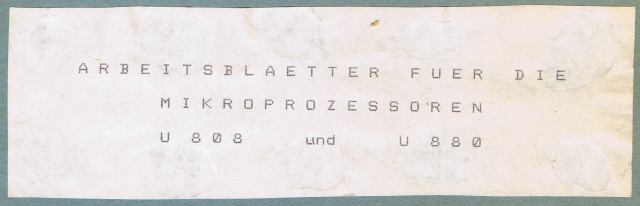 ARBEITSBLAETTER FUER DIE
MIKROPROZESSOREN
U 808 und U 880